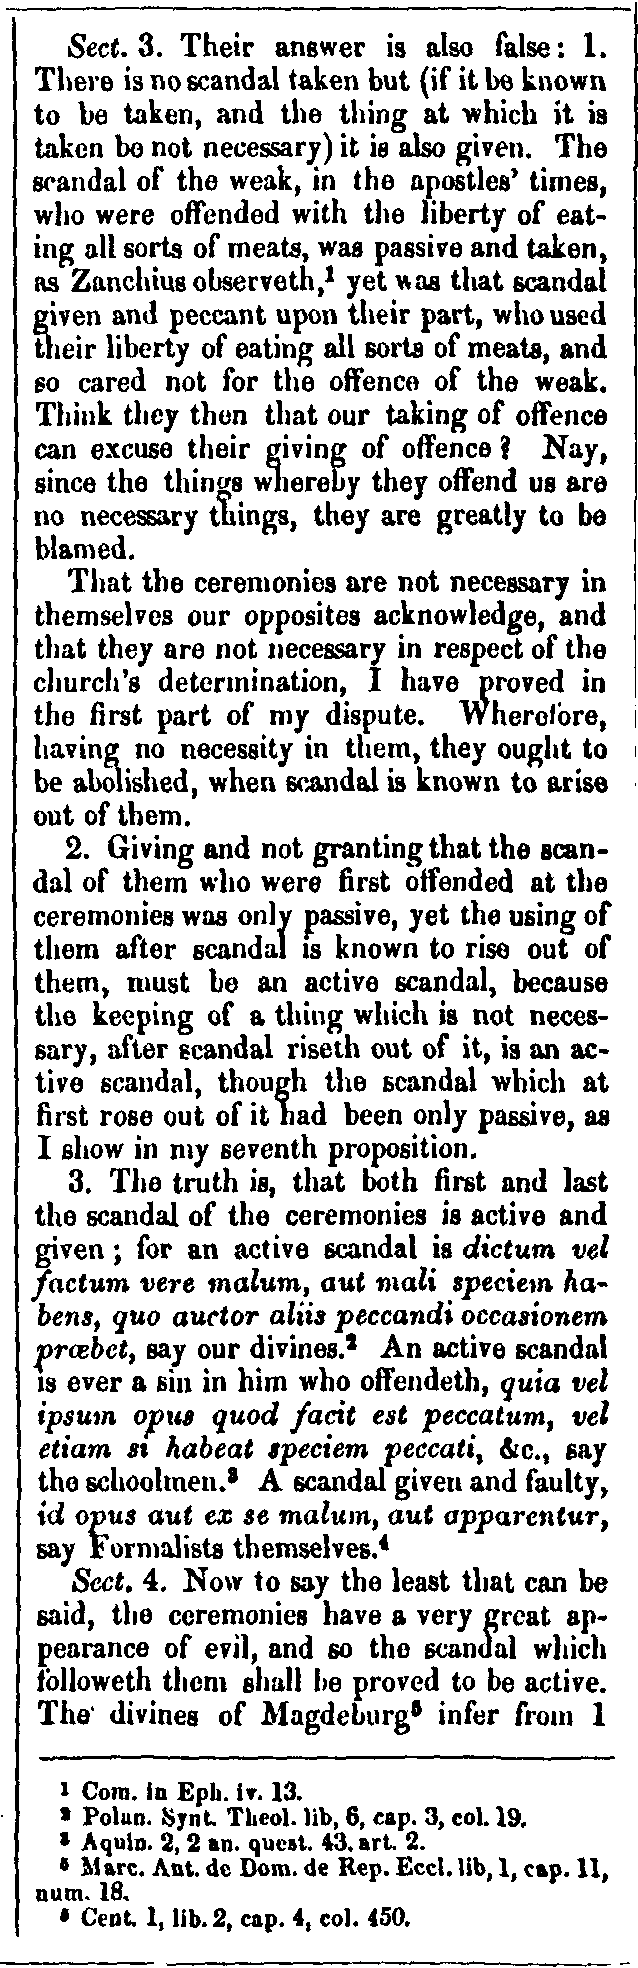 Sect. 3. Their answer is also false: 1.
There is no scandal taken but (if it be known
to be taken, and the thing at which it is
taken be not necessary) it is also given. The
scandal of the weak, in the apostles' times,
who were offended with the liberty of eat-
ing all sorts of meats, was passive and taken,
as Zanchius observeth,¹ yet was that scandal
given and peccant upon their part, who used
their liberty of eating all sorts of meats, and
so cared not for the offence of the weak.
Think they then that our taking of offence
can excuse their giving of offence? Nay,
since the things whereby they offend us are
no necessary things, they are greatly to be
blamed.
That the ceremonies are not necessary in
themselves our opposites acknowledge, and
that they are not necessary in respect of the
church's determination, I have proved in
the first part of my dispute. Wherefore,
having no necessity in them, they ought to
be abolished, when scandal is known to arise
out of them.
2. Giving and not granting that the scan-
dal of them who were first offended at the
ceremonies was only passive, yet the using of
them after scandal is known to rise out of
them, must be an active scandal, because
the keeping of a thing which is not neces-
sary, after scandal riseth out of it, is an ac-
tive scandal, though the scandal which at
first rose out of it had been only passive, as
I show in my seventh proposition.
3. The truth is, that both first and last
the scandal of the ceremonies is active and
given; for an active scandal is dictum vel
factum vere malum, aut mali speciem ha-
bens, quo auctor aliis peccandi occasionem
præbet, say our divines.² An active scandal
is ever a sin in him who offendeth, quia vel
ipsum opus quod facit est peccatum, vel
etiam si habeat speciem peccati, &c., say
the schoolmen.³ A scandal given and faulty,
id opus aut ex se malum, aut apparentur,
say Formalists themselves.⁴
Sect. 4. Now to say the least that can be
said, the ceremonies have a very great ap-
pearance of evil, and so the scandal which
followeth them shall be proved to be active.
The divines of Magdeburg⁵ infer from 1
¹ Com. in Eph. iv. 13.
² Polan. Synt. Theol. lib, 6, cap. 3, col. 19.
³ Aquin. 2, 2 an. quest. 43. art. 2.
⁵ Marc. Ant. de Dom. de Rep. Eccl. lib, 1, cap. 11,
num. 18.
⁵ Cent. 1, lib. 2, cap. 4, col. 450.